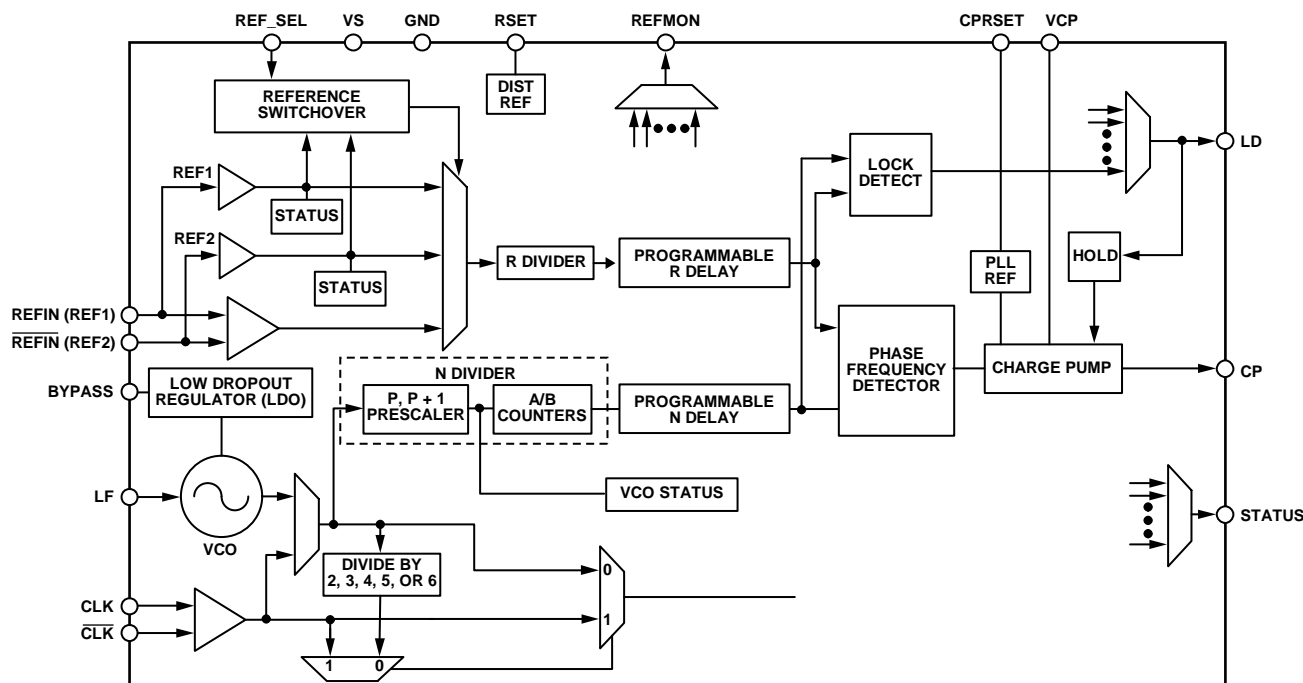 REF_SEL
VS
GND
RSET
REFMON
CPRSET
VCP
REFERENCE
SWITCHOVER
DIST
REF
LD
LOCK
DETECT
REF1
STATUS
REF2
STATUS
R DIVIDER
PROGRAMMABLE
R DELAY
PLL
REF
HOLD
REFIN (REF1)
REFIN (REF2)
BYPASS
LOW DROPOUT
REGULATOR (LDO)
N DIVIDER
P, P + 1
PRESCALER
A/B
COUNTERS
PROGRAMMABLE
N DELAY
PHASE
FREQUENCY
DETECTOR
CHARGE PUMP
CP
LF
VCO
VCO STATUS
STATUS
DIVIDE BY
2, 3, 4, 5, OR 6
0
1
CLK
CLK
1 0